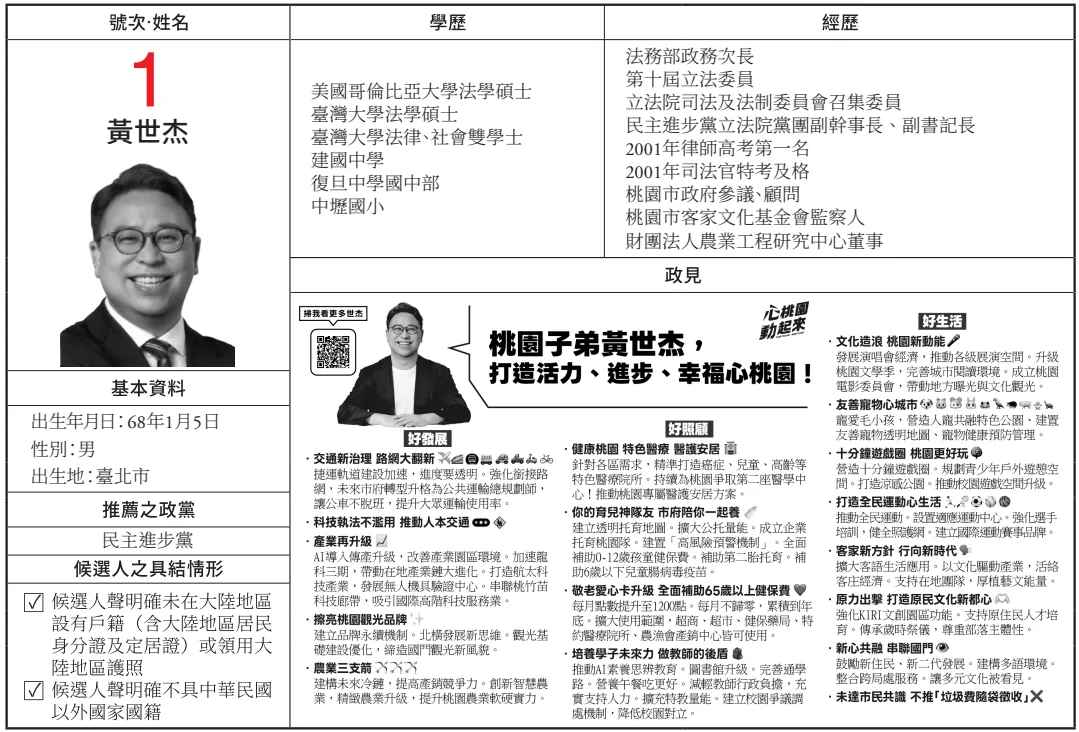 號次·姓名
1
黃世杰
基本資料
出生年月日：68年1月5日
性別：男
出生地：臺北市
推薦之政黨
民主進步黨
候選人之具結情形
候選人聲明確未在大陸地區
設有戶籍（含大陸地區居民
身分證及定居證）或領用大
陸地區護照
候選人聲明確不具中華民國
以外國家國籍
學歷
美國哥倫比亞大學法學碩士
臺灣大學法學碩士
臺灣大學法律、社會雙學士
建國中學
復旦中學國中部
中壢國小
經歷
法務部政務次長
第十屆立法委員
立法院司法及法制委員會召集委員
民主進步黨立法院黨團副幹事長、副書記長
2001年律師高考第一名
2001年司法官特考及格
桃園市政府參議、顧問
桃園市客家文化基金會監察人
財團法人農業工程研究中心董事
政見
掃我看更多世杰
桃園子弟黃世杰，
打造活力、進步、幸福心桃園！
心桃園
動起來
好發展
·交通新治理 路網大翻新
捷運軌道建設加速，進度要透明。強化銜接路
網，未來市府轉型升格為公共運輸總規劃師，
讓公車不脫班，提升大眾運輸使用率。
·科技執法不濫用 推動人本交通
·產業再升級
AI導入傳產升級，改善產業園區環境。加速龍
科三期，帶動在地產業鏈大進化。打造航太科
技產業，發展無人機具驗證中心。串聯桃竹苗
科技廊帶，吸引國際高階科技服務業。
·擦亮桃園觀光品牌
建立品牌永續機制。北橫發展新思維。觀光基
礎建設優化，締造國門觀光新風貌。
·農業三支箭
建構未來冷鏈，提高產銷競爭力。創新智慧農
業，精緻農業升級，提升桃園農業軟硬實力。
好照顧
·健康桃園 特色醫療 醫護安居
針對各區需求，精準打造癌症、兒童、高齡等
特色醫療院所。持續為桃園爭取第二座醫學中
心！推動桃園專屬醫護安居方案。
·你的育兒神隊友 市府陪你一起養
建立透明托育地圖。擴大公托量能。成立企業
托育桃園隊。建置「高風險預警機制」。全面
補助0-12歲孩童健保費。補助第二胎托育。補
助6歲以下兒童腸病毒疫苗。
·敬老愛心卡升級 全面補助65歲以上健保費
每月點數提升至1200點。每月不歸零，累積到年
底。擴大使用範圍，超商、超市、健保藥局、特
約醫療院所、農漁會產銷中心皆可使用。
·培養學子未來力 做教師的後盾
推動AI素養思辨教育。圖書館升級。完善通學
路。營養午餐吃更好。減輕教師行政負擔，充
實支持人力。擴充特教量能。建立校園爭議調
處機制，降低校園對立。
好生活
·文化造浪 桃園新動能
發展演唱會經濟，推動各級展演空間。升級
桃園文學季，完善城市閱讀環境。成立桃園
電影委員會，帶動地方曝光與文化觀光。
·友善寵物心城市
寵愛毛小孩，營造人寵共融特色公園、建置
友善寵物透明地圖、寵物健康預防管理。
·十分鐘遊戲圈 桃園更好玩
營造十分鐘遊戲圈。規劃青少年戶外遊憩空
間。打造涼感公園。推動校園遊戲空間升級。
·打造全民運動心生活
推動全民運動。設置適應運動中心。強化選手
培訓，健全照護網。建立國際運動賽事品牌。
·客家新方針 行向新時代
擴大客語生活應用。以文化驅動產業，活絡
客庄經濟。支持在地團隊，厚植藝文能量。
·原力出擊 打造原民文化新都心
強化KIRI文創園區功能。支持原住民人才培
育。傳承歲時祭儀，尊重部落主體性。
·新心共融 串聯國門
鼓勵新住民、新二代發展。建構多語環境。
整合跨局處服務。讓多元文化被看見。
·未達市民共識 不推「垃圾費隨袋徵收」